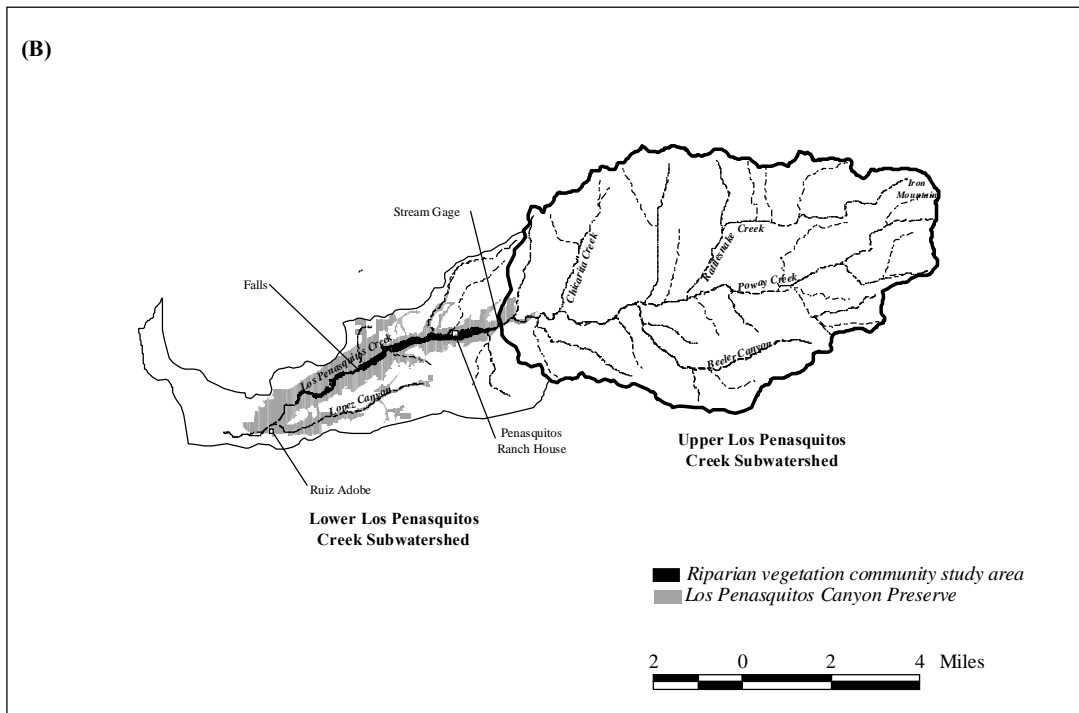 (B)
Iron
Mountain
Stream Gage
Chicarita Creek
Rattlesnake
Creek
Falls
Poway Creek
Los Penasquitos Creek
Beeler Canyon
Lopez Canyon
Penasquitos
Ranch House
Upper Los Penasquitos
Creek Subwatershed
Ruiz Adobe
Lower Los Penasquitos
Creek Subwatershed
Riparian vegetation community study area
Los Penasquitos Canyon Preserve
2 0 2 4 Miles